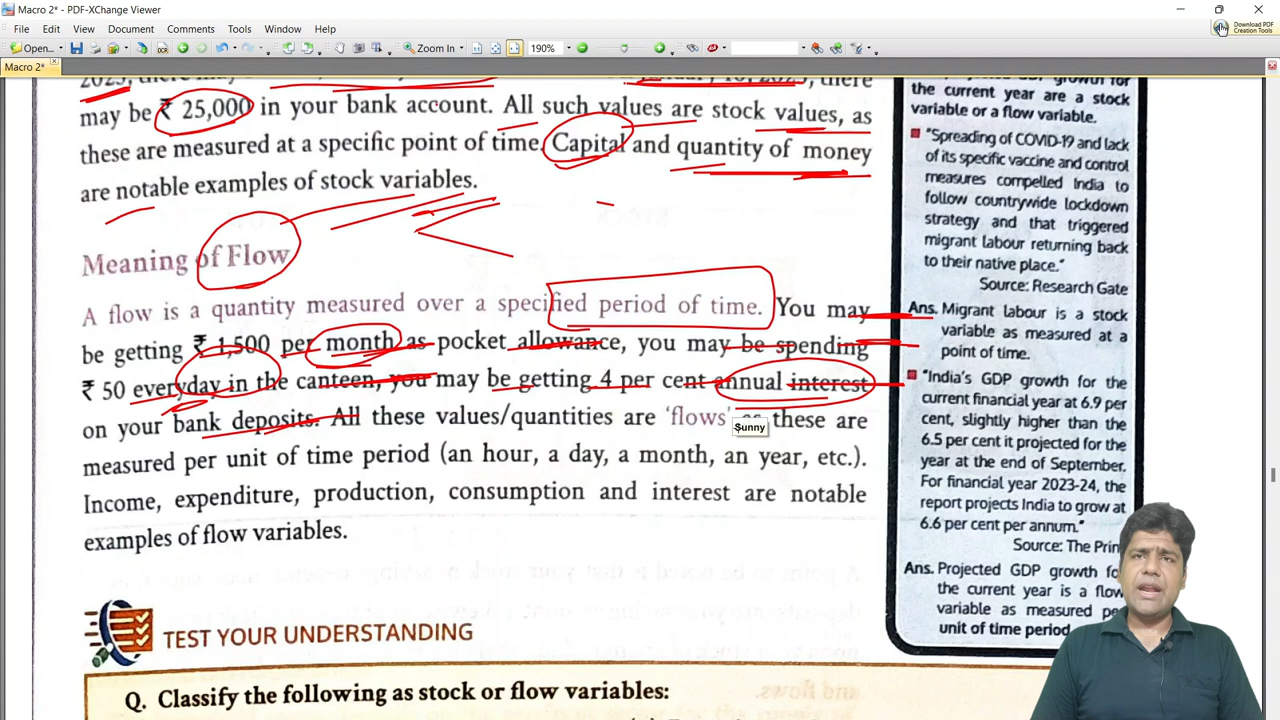 Macro 2* - PDF-XChange Viewer
File Edit View Document Comments Tools Window Help
Download PDF
Creation Tools
Open... Zoom In 190%
Macro 2*
2023, there may be ₹ 25,000 in your bank account. All such values are stock values, as
these are measured at a specific point of time. Capital and quantity of money
are notable examples of stock variables.
Meaning of Flow
A flow is a quantity measured over a specified period of time. You may
be getting ₹ 1,500 per month as pocket allowance, you may be spending
₹ 50 everyday in the canteen, you may be getting 4 per cent annual interest
on your bank deposits. All these values/quantities are 'flows' as these are
Sunny
measured per unit of time period (an hour, a day, a month, an year, etc.).
Income, expenditure, production, consumption and interest are notable
examples of flow variables.
TEST YOUR UNDERSTANDING
Q. Classify the following as stock or flow variables:
GDP growth for
the current year are a stock
variable or a flow variable.
"Spreading of COVID-19 and lack
of its specific vaccine and control
measures compelled India to
follow countrywide lockdown
strategy and that triggered
migrant labour returning back
to their native place."
Source: Research Gate
Ans. Migrant labour is a stock
variable as measured at a
point of time.
"India's GDP growth for the
current financial year at 6.9 per
cent, slightly higher than the
6.5 per cent it projected for the
year at the end of September.
For financial year 2023-24, the
report projects India to grow at
6.6 per cent per annum."
Source: The Prin
Ans. Projected GDP growth fo
the current year is a flow
variable as measured pe
unit of time period